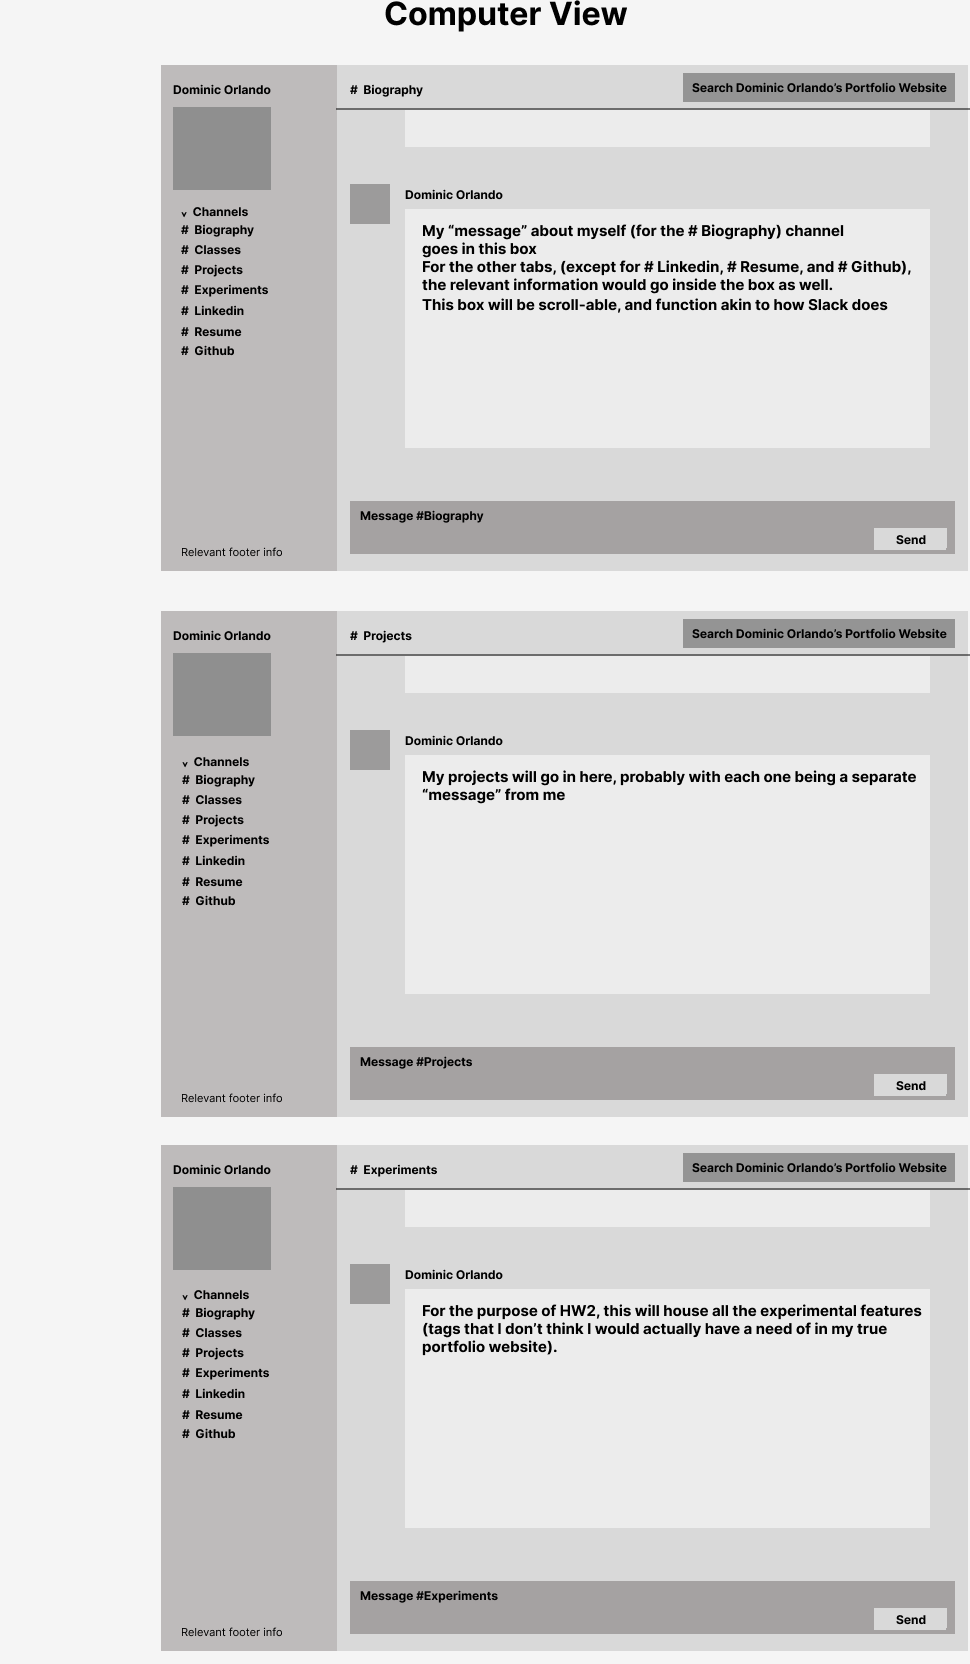 Computer View
Dominic Orlando
# Biography
Search Dominic Orlando’s Portfolio Website
v Channels
# Biography
# Classes
# Projects
# Experiments
# Linkedin
# Resume
# Github
Relevant footer info
Dominic Orlando
My “message” about myself (for the # Biography) channel
goes in this box
For the other tabs, (except for # Linkedin, # Resume, and # Github),
the relevant information would go inside the box as well.
This box will be scroll-able, and function akin to how Slack does
Message #Biography
Send
Dominic Orlando
# Projects
Search Dominic Orlando’s Portfolio Website
v Channels
# Biography
# Classes
# Projects
# Experiments
# Linkedin
# Resume
# Github
Relevant footer info
Dominic Orlando
My projects will go in here, probably with each one being a separate
“message” from me
Message #Projects
Send
Dominic Orlando
# Experiments
Search Dominic Orlando’s Portfolio Website
v Channels
# Biography
# Classes
# Projects
# Experiments
# Linkedin
# Resume
# Github
Relevant footer info
Dominic Orlando
For the purpose of HW2, this will house all the experimental features
(tags that I don’t think I would actually have a need of in my true
portfolio website).
Message #Experiments
Send